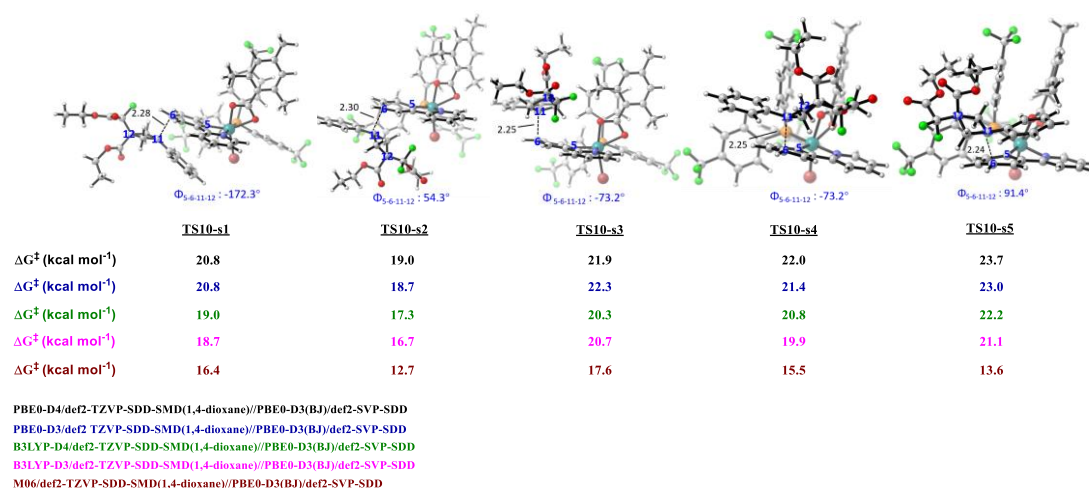 2.28
6
5
12
11
Φ5-6-11-12 : -172.3°
2.30
6
5
11
12
Φ5-6-11-12 : 54.3°
11
2.25
6
5
Φ5-6-11-12 : -73.2°
12
11
2.25
5
6
Φ5-6-11-12 : -73.2°
2.24
5
6
Φ5-6-11-12 : 91.4°
TS10-s1 TS10-s2 TS10-s3 TS10-s4 TS10-s5
ΔG‡ (kcal mol-1) 20.8 19.0 21.9 22.0 23.7
ΔG‡ (kcal mol-1) 20.8 18.7 22.3 21.4 23.0
ΔG‡ (kcal mol-1) 19.0 17.3 20.3 20.8 22.2
ΔG‡ (kcal mol-1) 18.7 16.7 20.7 19.9 21.1
ΔG‡ (kcal mol-1) 16.4 12.7 17.6 15.5 13.6
PBE0-D4/def2-TZVP-SDD-SMD(1,4-dioxane)//PBE0-D3(BJ)/def2-SVP-SDD
PBE0-D3/def2 TZVP-SDD-SMD(1,4-dioxane)//PBE0-D3(BJ)/def2-SVP-SDD
B3LYP-D4/def2-TZVP-SDD-SMD(1,4-dioxane)//PBE0-D3(BJ)/def2-SVP-SDD
B3LYP-D3/def2-TZVP-SDD-SMD(1,4-dioxane)//PBE0-D3(BJ)/def2-SVP-SDD
M06/def2-TZVP-SDD-SMD(1,4-dioxane)//PBE0-D3(BJ)/def2-SVP-SDD